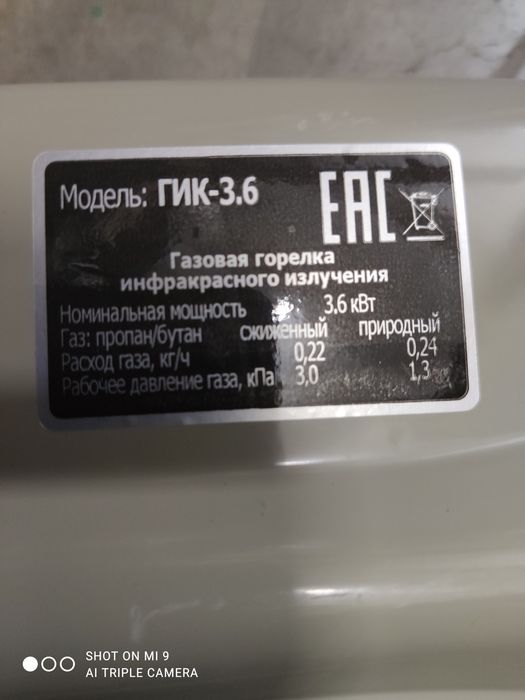 Модель: ГИК-3.6
EAC
Газовая горелка
инфракрасного излучения
Номинальная мощность 3.6 кВт
Газ: пропан/бутан сжиженный природный
Расход газа, кг/ч 0,22 0,24
Рабочее давление газа, кПа 3.0 1,3
SHOT ON MI 9
AI TRIPLE CAMERA